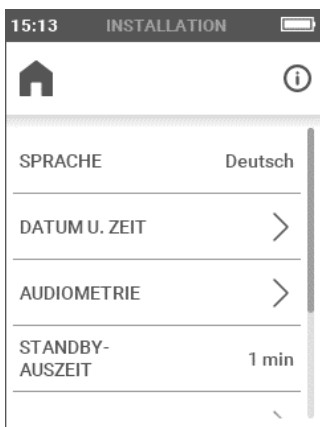 15:13 INSTALLATION
SPRACHE Deutsch
DATUM U. ZEIT
AUDIOMETRIE
STANDBY-
AUSZEIT 1 min